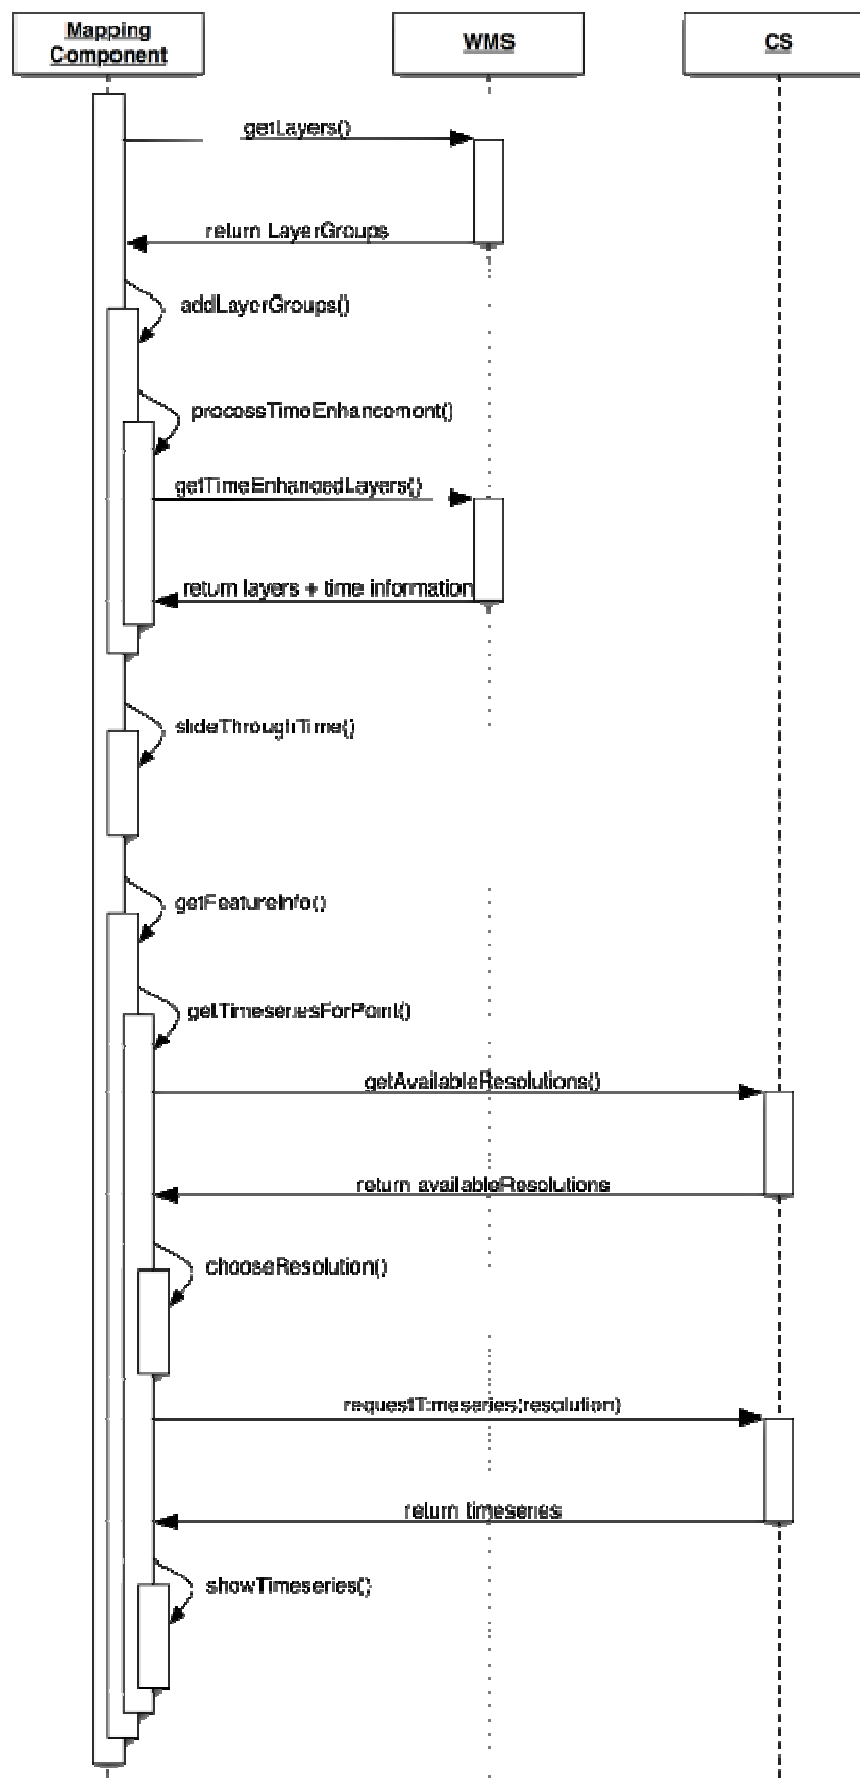 Mapping
Component
WMS
CS
getLayers()
return LayerGroups
addLayerGroups()
processTimeEnhancement()
getTimeEnhancedLayers()
return layers + time information
slideThroughTime()
getFeatureInfo()
getTimeseriesForPoint()
getAvailableResolutions()
return availableResolutions
chooseResolution()
requestTimeseries(resolution)
return timeseries
showTimeseries()